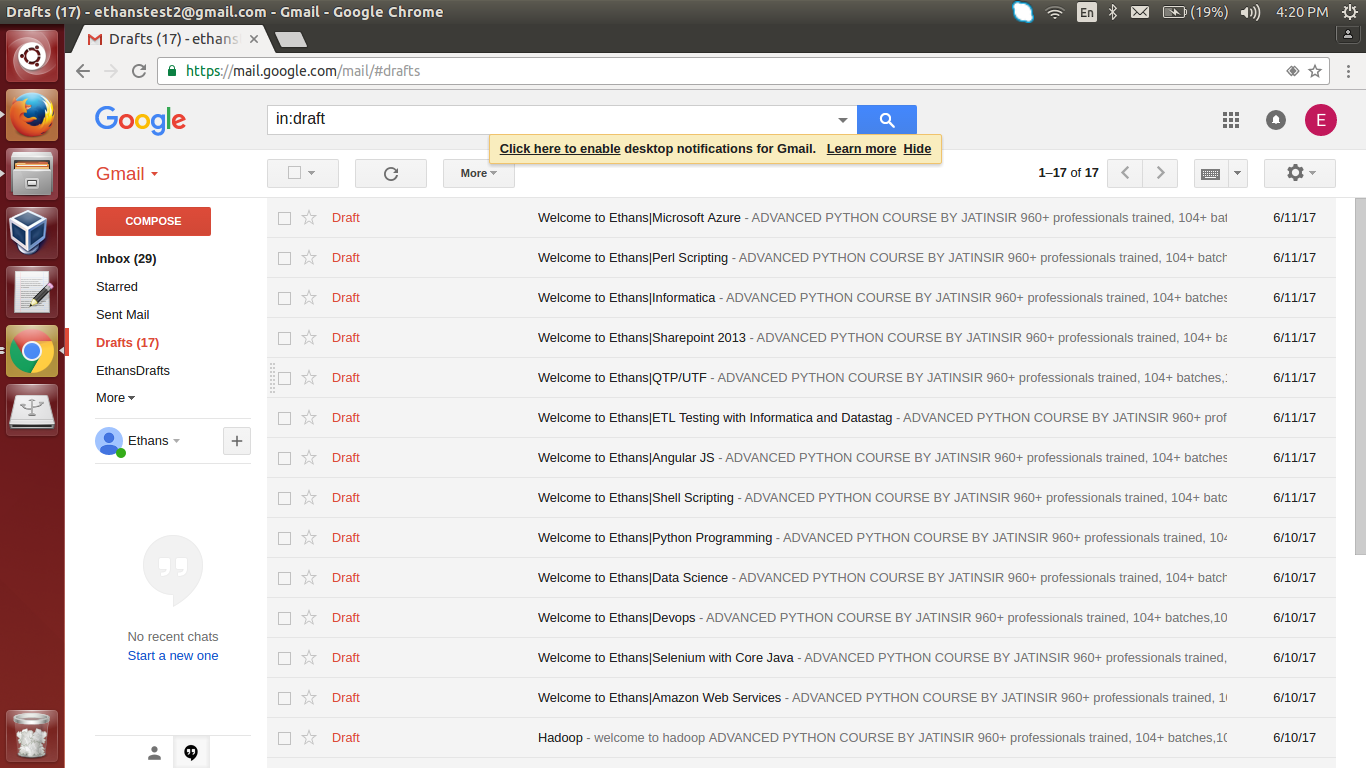 Drafts (17) - ethanstest2@gmail.com - Gmail - Google Chrome
En (19%) 4:20 PM
Drafts (17) - ethans
https://mail.google.com/mail/#drafts
Google
in:draft
E
Click here to enable desktop notifications for Gmail. Learn more Hide
Gmail
More
1–17 of 17
COMPOSE
Inbox (29)
Starred
Sent Mail
Drafts (17)
EthansDrafts
More
Ethans
No recent chats
Start a new one
Draft Welcome to Ethans|Microsoft Azure - ADVANCED PYTHON COURSE BY JATINSIR 960+ professionals trained, 104+ bat 6/11/17
Draft Welcome to Ethans|Perl Scripting - ADVANCED PYTHON COURSE BY JATINSIR 960+ professionals trained, 104+ batch 6/11/17
Draft Welcome to Ethans|Informatica - ADVANCED PYTHON COURSE BY JATINSIR 960+ professionals trained, 104+ batches 6/11/17
Draft Welcome to Ethans|Sharepoint 2013 - ADVANCED PYTHON COURSE BY JATINSIR 960+ professionals trained, 104+ ba 6/11/17
Draft Welcome to Ethans|QTP/UTF - ADVANCED PYTHON COURSE BY JATINSIR 960+ professionals trained, 104+ batches, 6/11/17
Draft Welcome to Ethans|ETL Testing with Informatica and Datastag - ADVANCED PYTHON COURSE BY JATINSIR 960+ prof 6/11/17
Draft Welcome to Ethans|Angular JS - ADVANCED PYTHON COURSE BY JATINSIR 960+ professionals trained, 104+ batches 6/11/17
Draft Welcome to Ethans|Shell Scripting - ADVANCED PYTHON COURSE BY JATINSIR 960+ professionals trained, 104+ batc 6/11/17
Draft Welcome to Ethans|Python Programming - ADVANCED PYTHON COURSE BY JATINSIR 960+ professionals trained, 104 6/10/17
Draft Welcome to Ethans|Data Science - ADVANCED PYTHON COURSE BY JATINSIR 960+ professionals trained, 104+ batch 6/10/17
Draft Welcome to Ethans|Devops - ADVANCED PYTHON COURSE BY JATINSIR 960+ professionals trained, 104+ batches,10 6/10/17
Draft Welcome to Ethans|Selenium with Core Java - ADVANCED PYTHON COURSE BY JATINSIR 960+ professionals trained, 6/10/17
Draft Welcome to Ethans|Amazon Web Services - ADVANCED PYTHON COURSE BY JATINSIR 960+ professionals trained, 1 6/10/17
Draft Hadoop - welcome to hadoop ADVANCED PYTHON COURSE BY JATINSIR 960+ professionals trained, 104+ batches,10 6/10/17